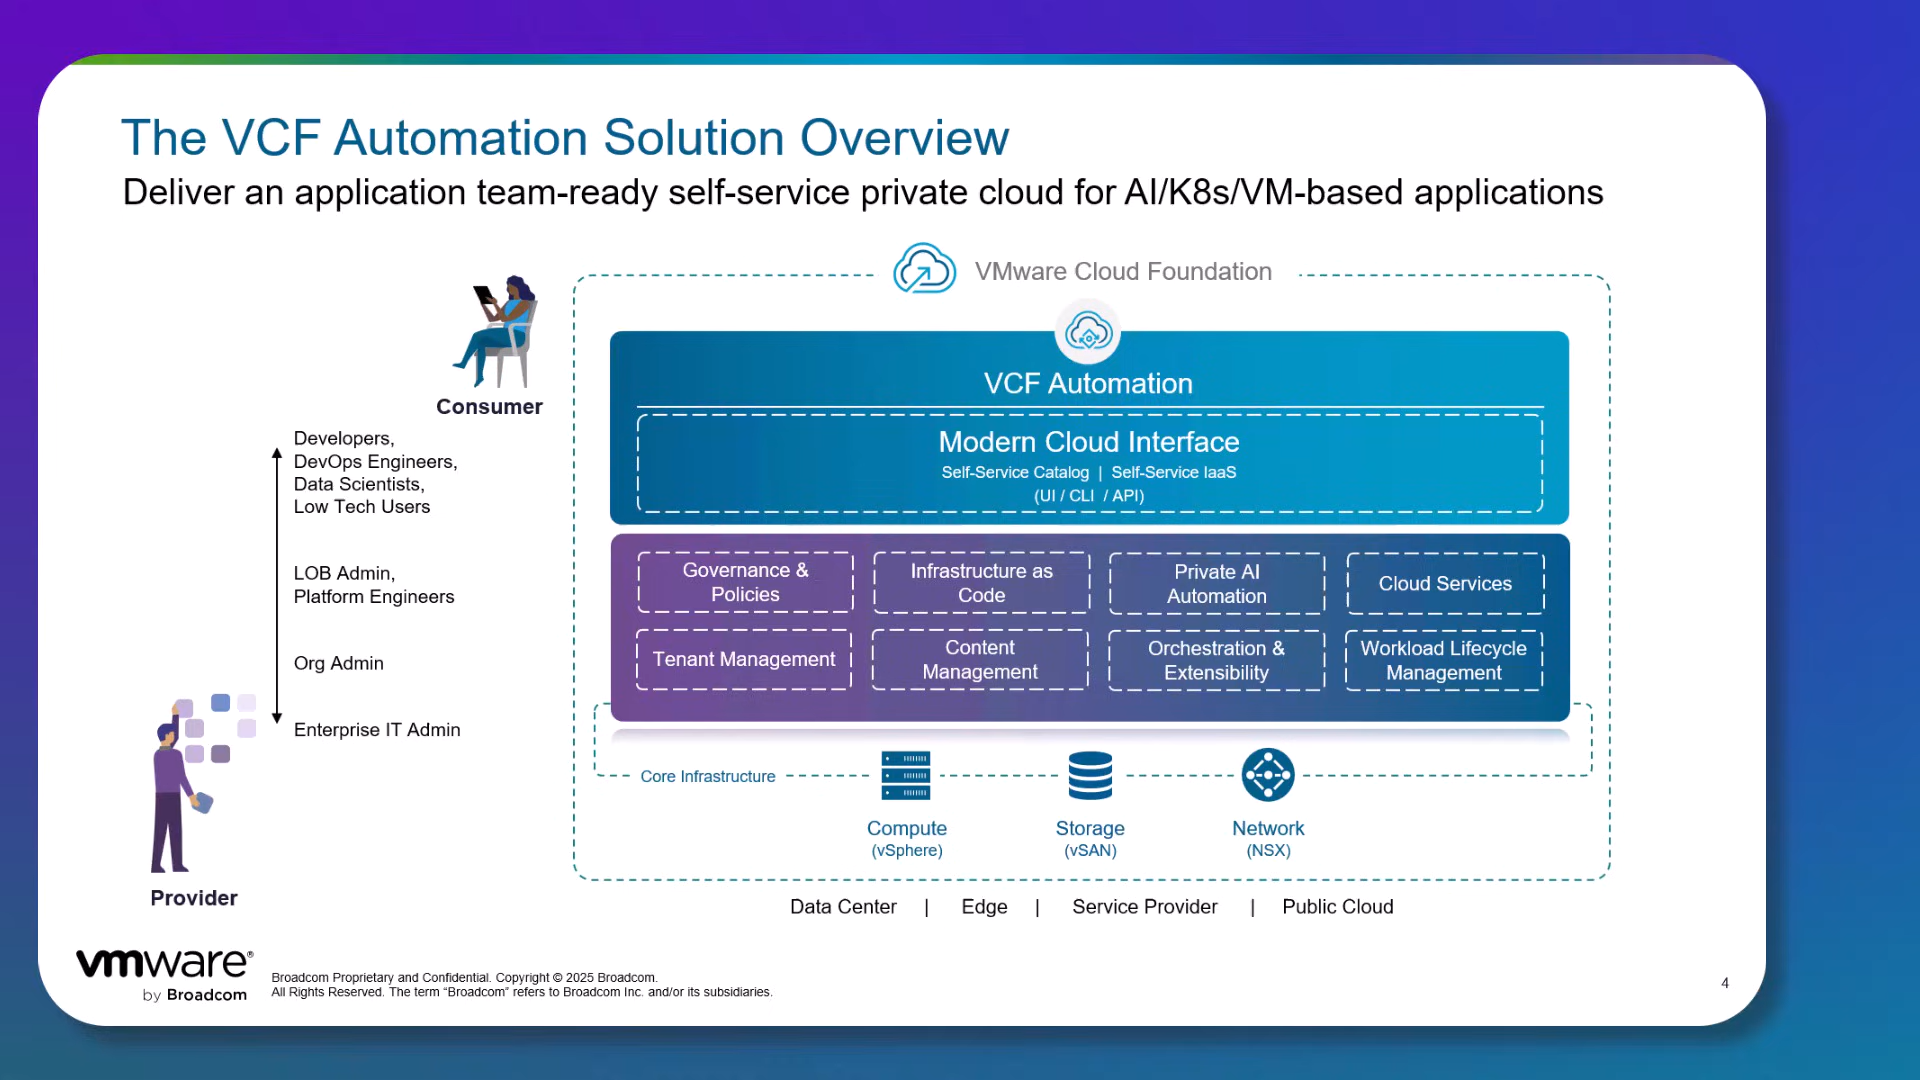 The VCF Automation Solution Overview
Deliver an application team-ready self-service private cloud for AI/K8s/VM-based applications
VMware Cloud Foundation
VCF Automation
Modern Cloud Interface
Self-Service Catalog | Self-Service IaaS
(UI / CLI / API)
Consumer
Developers,
DevOps Engineers,
Data Scientists,
Low Tech Users
LOB Admin,
Platform Engineers
Org Admin
Enterprise IT Admin
Provider
Governance &
Policies
Infrastructure as
Code
Private AI
Automation
Cloud Services
Tenant Management
Content
Management
Orchestration &
Extensibility
Workload Lifecycle
Management
Core Infrastructure
Compute
(vSphere)
Storage
(vSAN)
Network
(NSX)
Data Center | Edge | Service Provider | Public Cloud
vmware®
by Broadcom
Broadcom Proprietary and Confidential. Copyright © 2025 Broadcom.
All Rights Reserved. The term “Broadcom” refers to Broadcom Inc. and/or its subsidiaries.
4